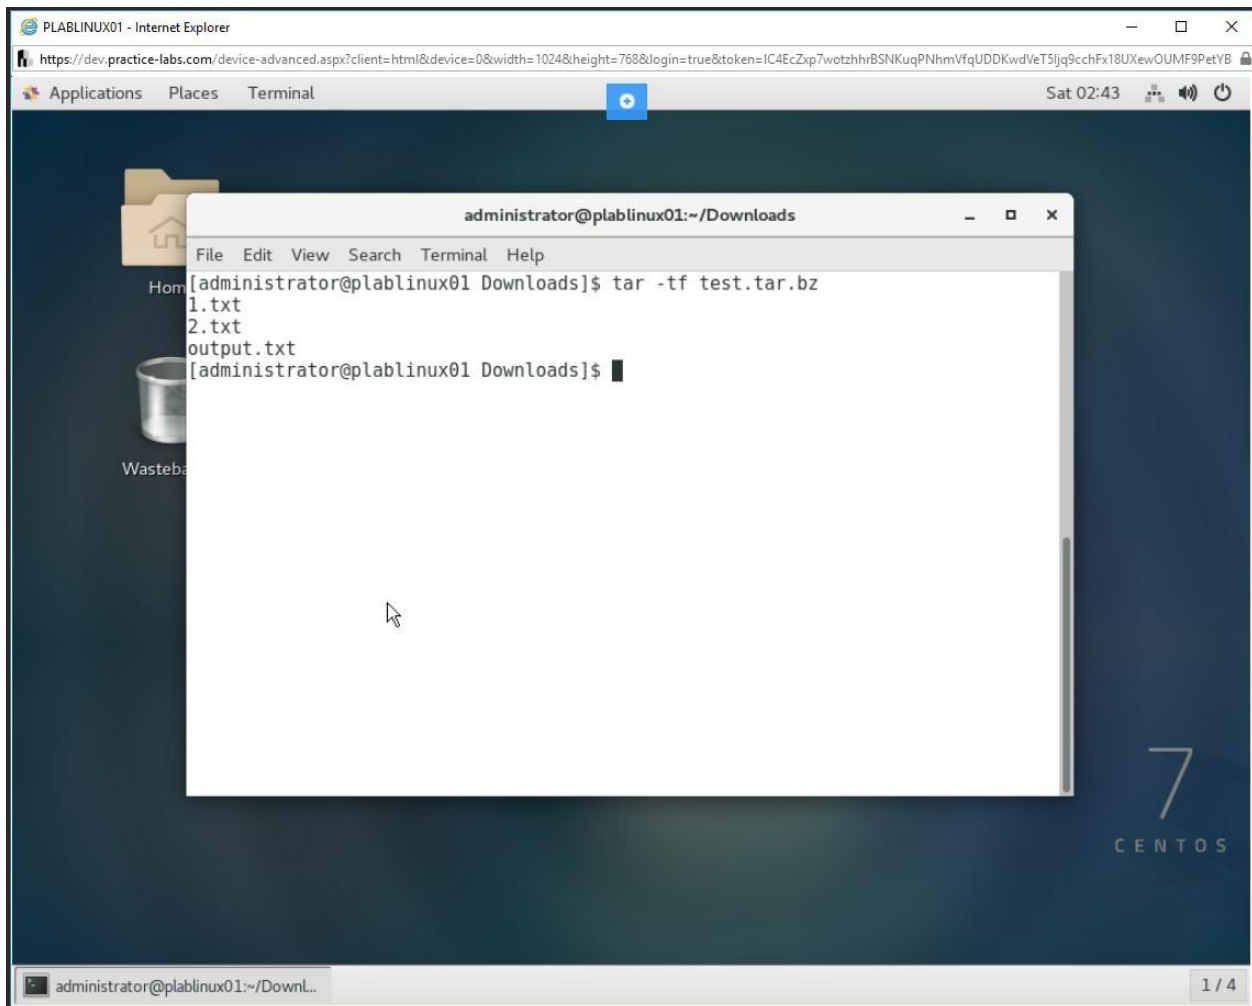 PLABLINUX01 - Internet Explorer
https://dev.practice-labs.com/device-advanced.aspx?client=html&device=0&width=1024&height=768&login=true&token=IC4EcZxp7wotzhhrBSNKuqPNhmVfqUDDKwdVeT5Ijq9cchFx18UXewOUMF9PetYB
Applications Places Terminal Sat 02:43
administrator@plablinux01:~/Downloads
File Edit View Search Terminal Help
[administrator@plablinux01 Downloads]$ tar -tf test.tar.bz
1.txt
2.txt
output.txt
[administrator@plablinux01 Downloads]$
Hom
Wasteba
7
CENTOS
administrator@plablinux01:~/Downl...
1 / 4